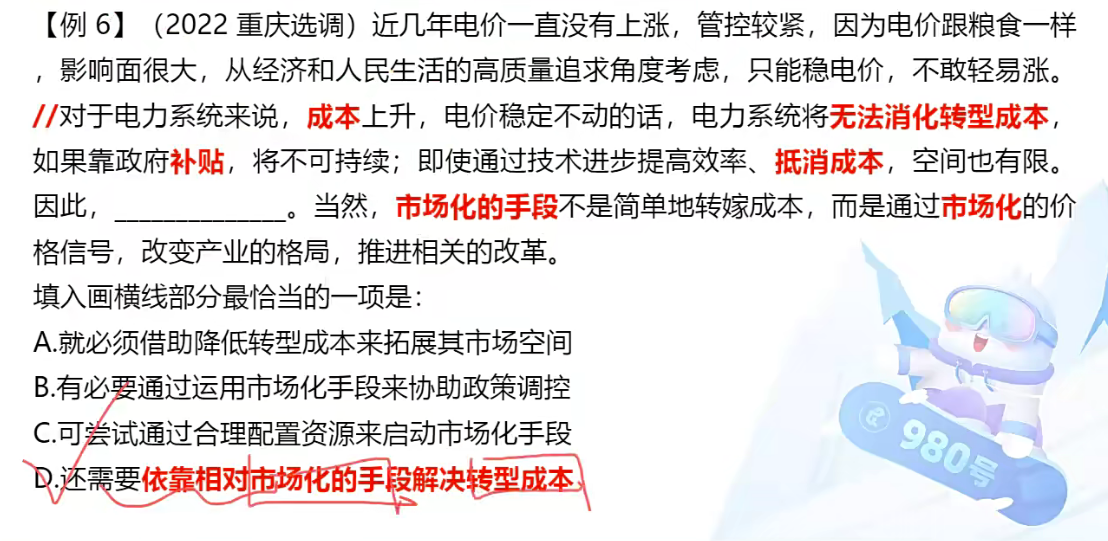 【例 6】（2022 重庆选调）近几年电价一直没有上涨，管控较紧，因为电价跟粮食一样
，影响面很大，从经济和人民生活的高质量追求角度考虑，只能稳电价，不敢轻易涨。
//对于电力系统来说，成本上升，电价稳定不动的话，电力系统将无法消化转型成本，
如果靠政府补贴，将不可持续；即使通过技术进步提高效率、抵消成本，空间也有限。
因此，______________。当然，市场化的手段不是简单地转嫁成本，而是通过市场化的价
格信号，改变产业的格局，推进相关的改革。
填入画横线部分最恰当的一项是：
A.就必须借助降低转型成本来拓展其市场空间
B.有必要通过运用市场化手段来协助政策调控
C.可尝试通过合理配置资源来启动市场化手段
D.还需要依靠相对市场化的手段解决转型成本
980号